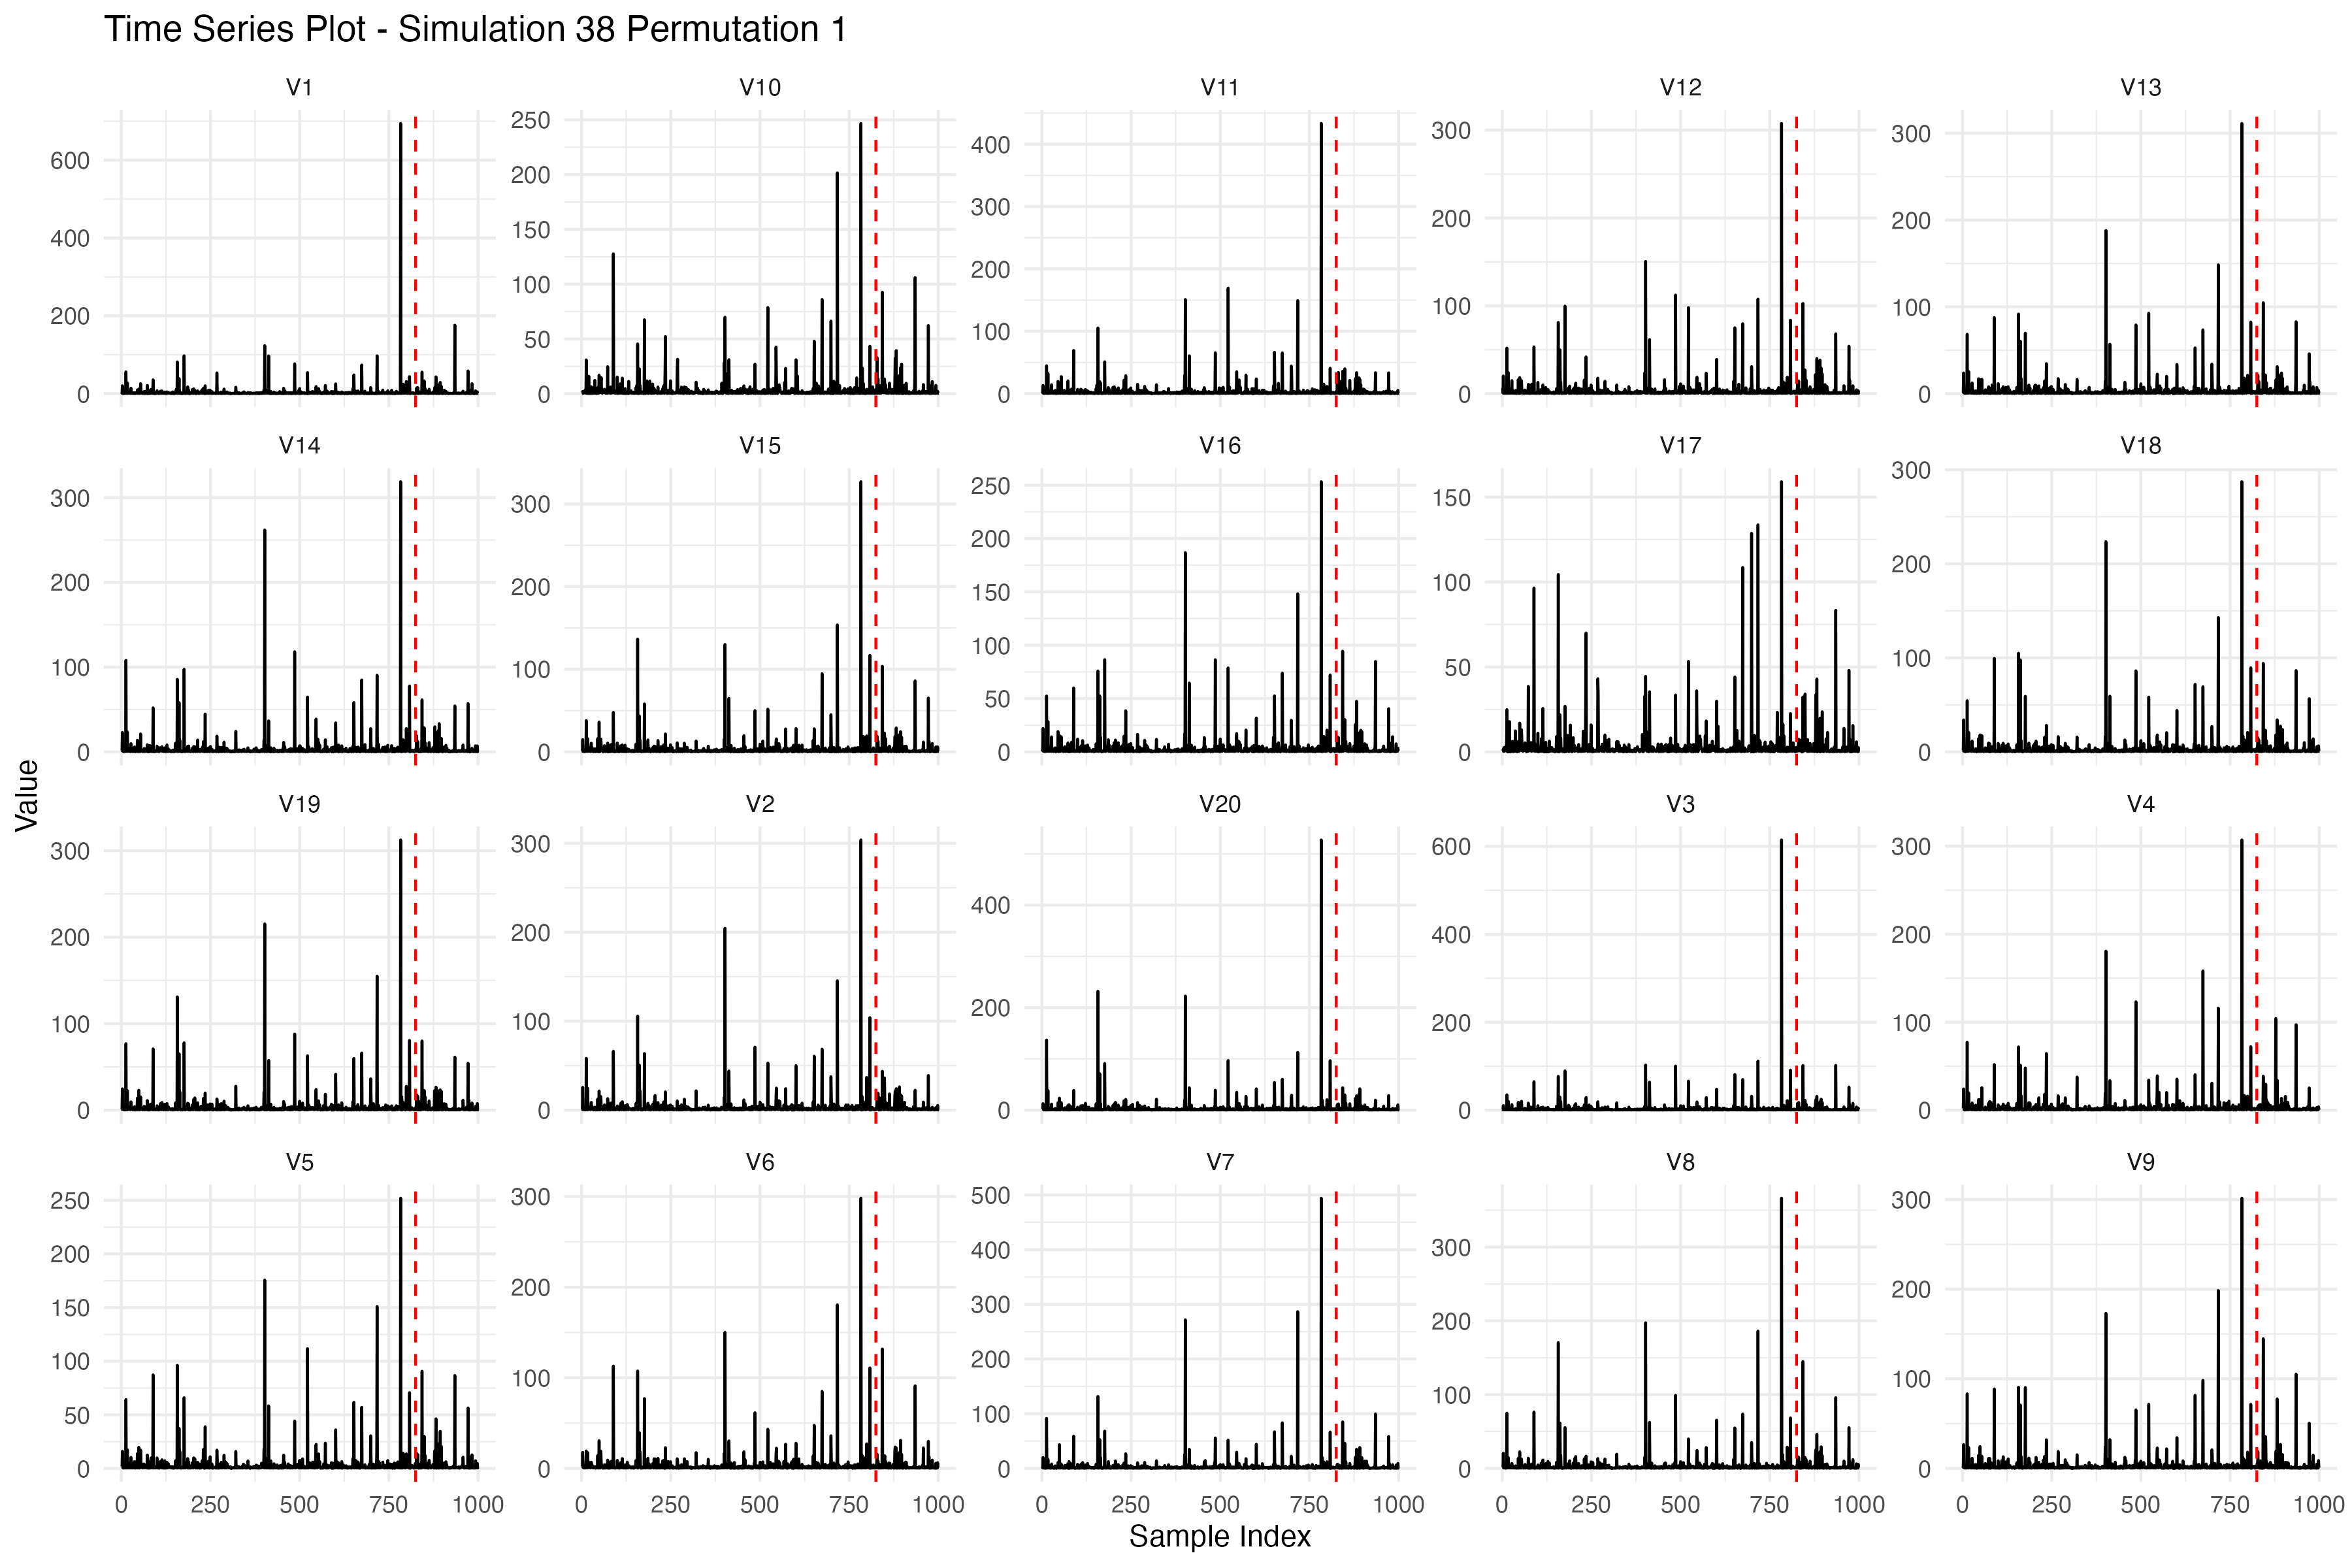 Time Series Plot - Simulation 38 Permutation 1
V1 V10 V11 V12 V13
600 400 200 0
250 200 150 100 50 0
400 300 200 100 0
300 200 100 0
300 200 100 0
V14 V15 V16 V17 V18
300 200 100 0
300 200 100 0
250 200 150 100 50 0
150 100 50 0
300 200 100 0
Value
V19 V2 V20 V3 V4
300 200 100 0
300 200 100 0
400 200 0
600 400 200 0
300 200 100 0
V5 V6 V7 V8 V9
250 200 150 100 50 0
300 200 100 0
500 400 300 200 100 0
300 200 100 0
300 200 100 0
0 250 500 750 1000 0 250 500 750 1000 0 250 500 750 1000 0 250 500 750 1000 0 250 500 750 1000
Sample Index